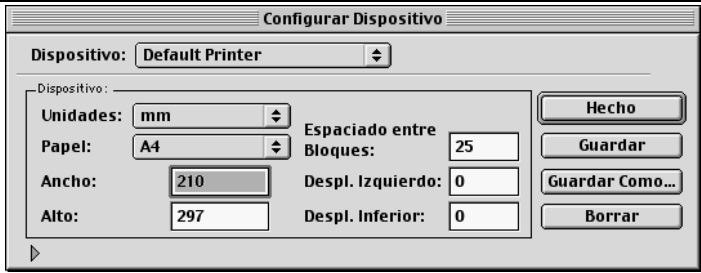 Configurar Dispositivo
Dispositivo: Default Printer
Dispositivo:
Unidades: mm
Papel: A4
Ancho: 210
Alto: 297
Espaciado entre
Bloques: 25
Despl. Izquierdo: 0
Despl. Inferior: 0
Hecho
Guardar
Guardar Como...
Borrar